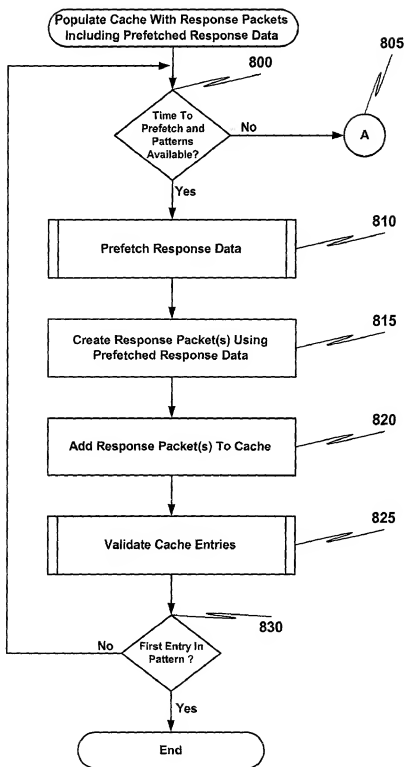 Populate Cache With Response Packets
Including Prefetched Response Data
805
800
Time To
Prefetch and
Patterns
Available?
No
A
Yes
810
Prefetch Response Data
815
Create Response Packet(s) Using
Prefetched Response Data
820
Add Response Packet(s) To Cache
825
Validate Cache Entries
830
No
First Entry In
Pattern ?
Yes
End